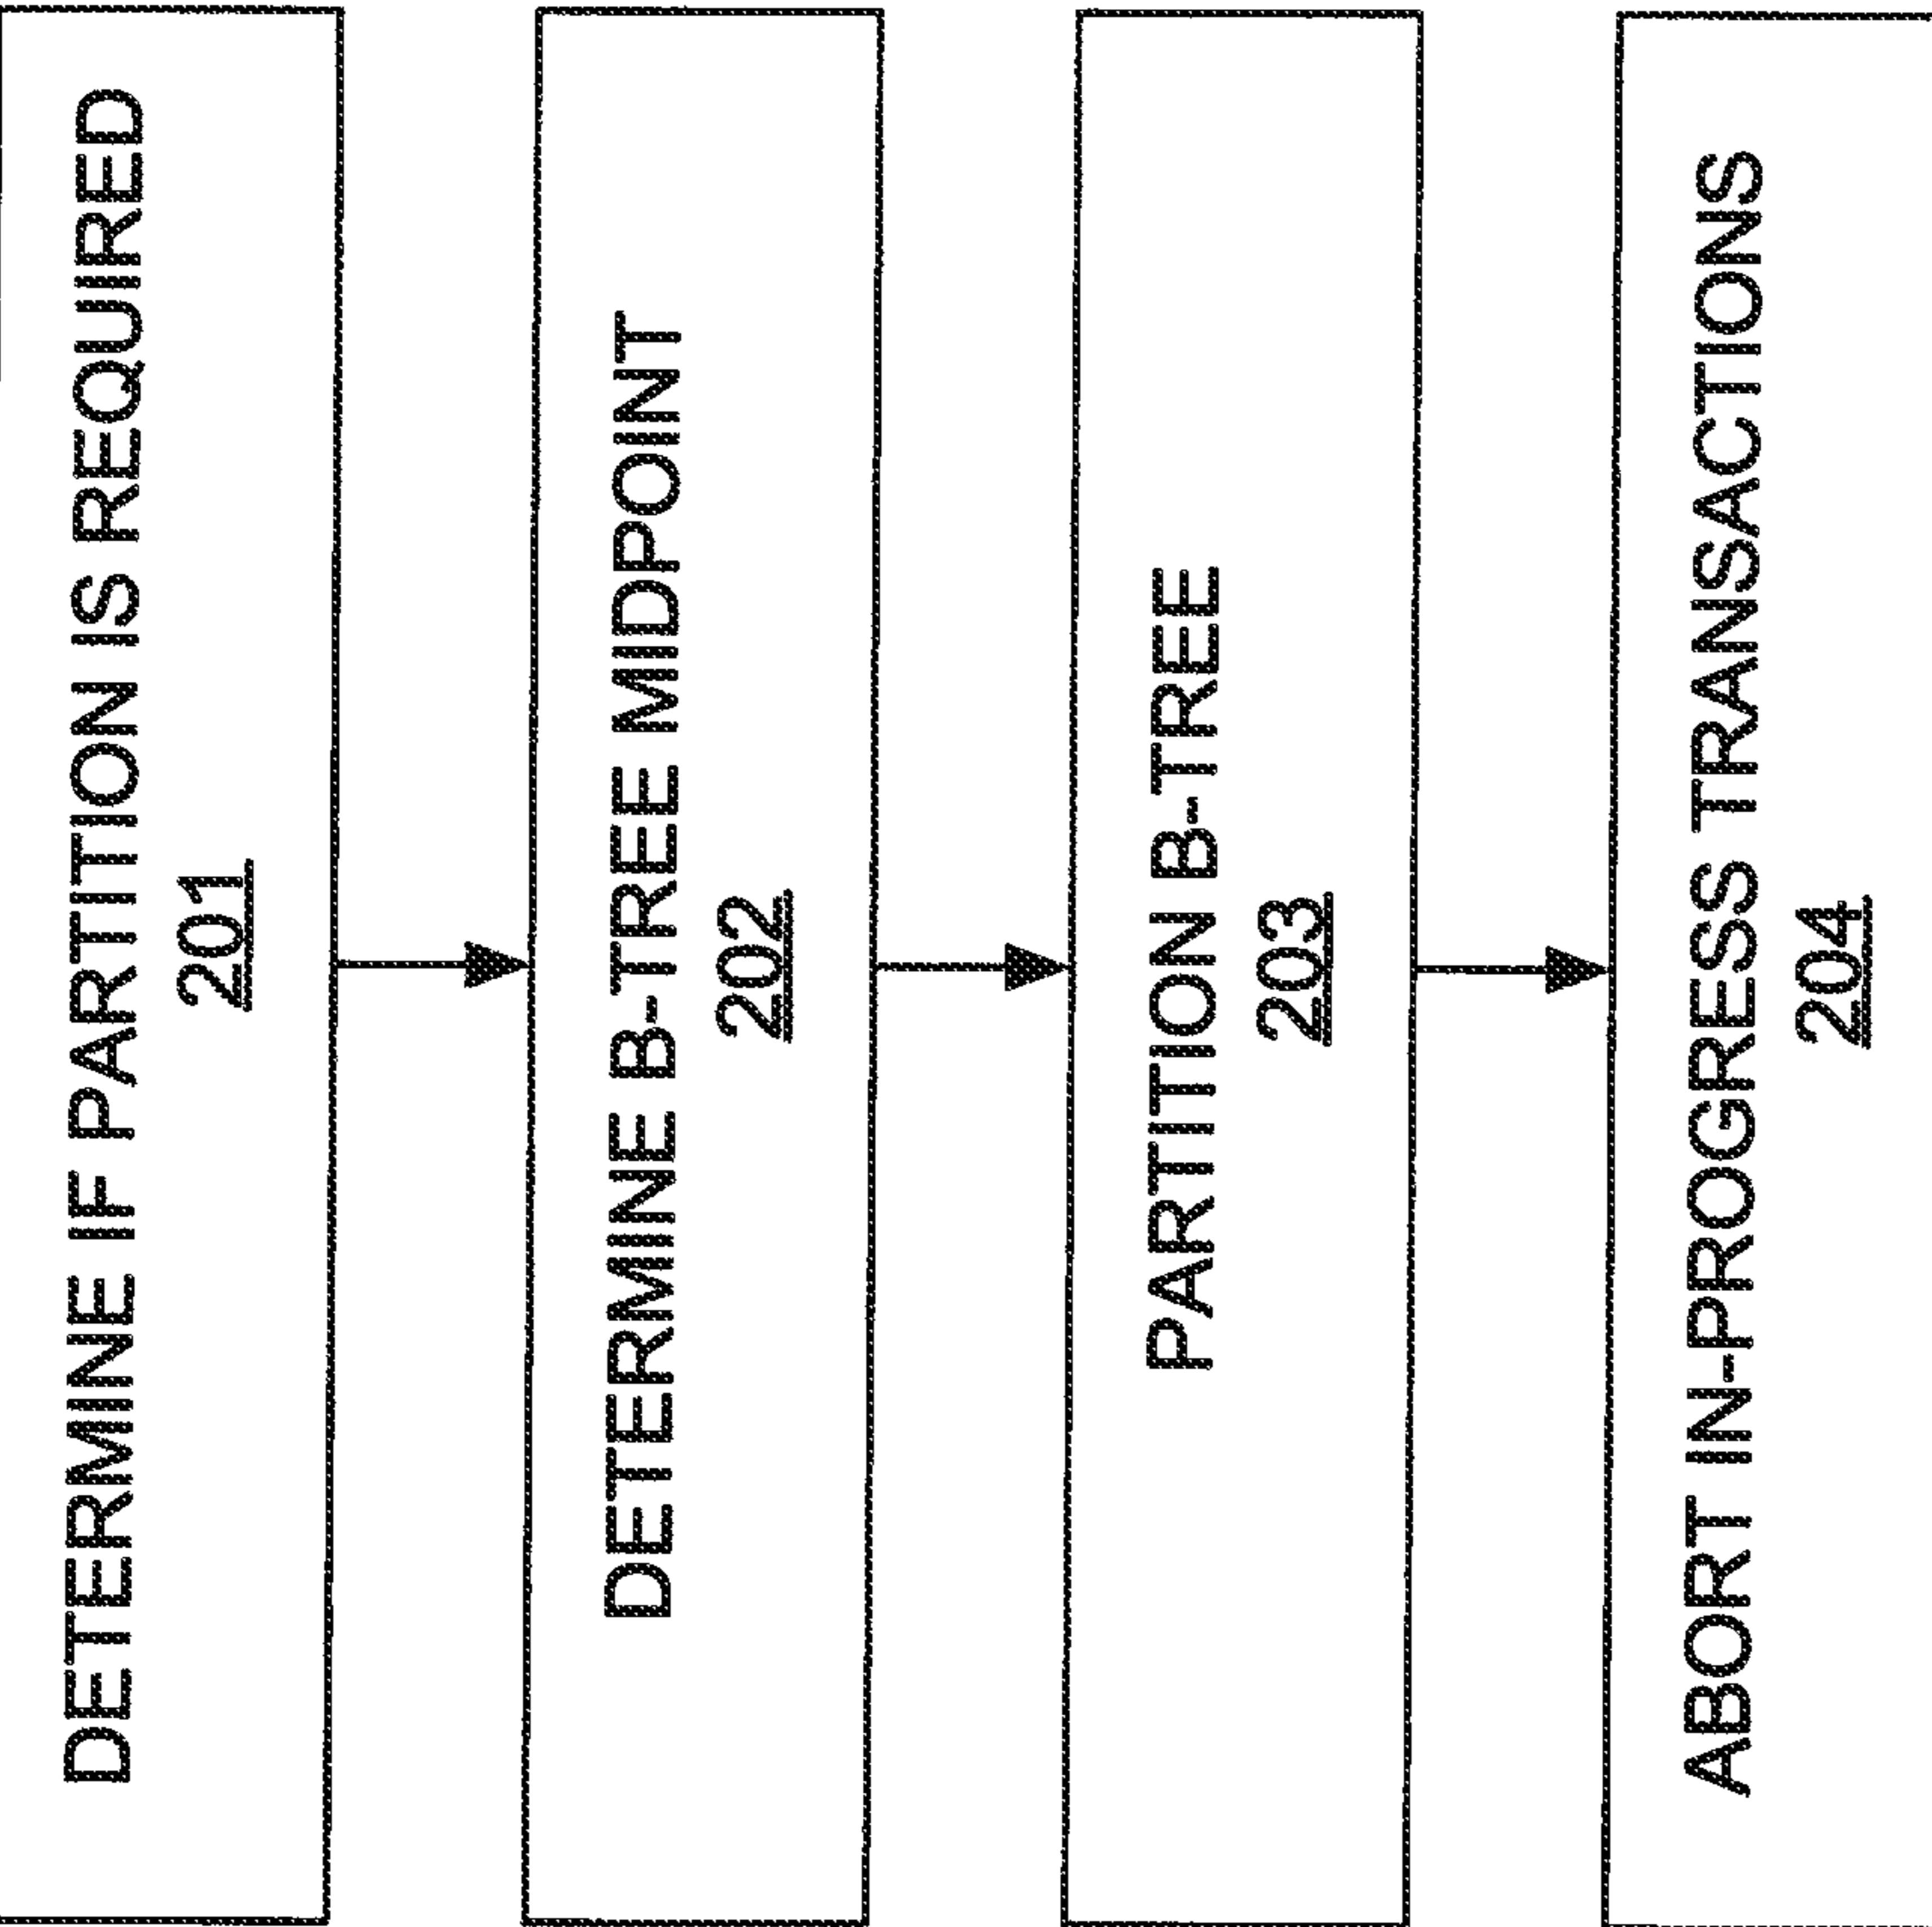 DETERMINE IF PARTITION IS REQUIRED
201
DETERMINE B-TREE MIDPOINT
202
PARTITION B-TREE
203
ABORT IN-PROGRESS TRANSACTIONS
204